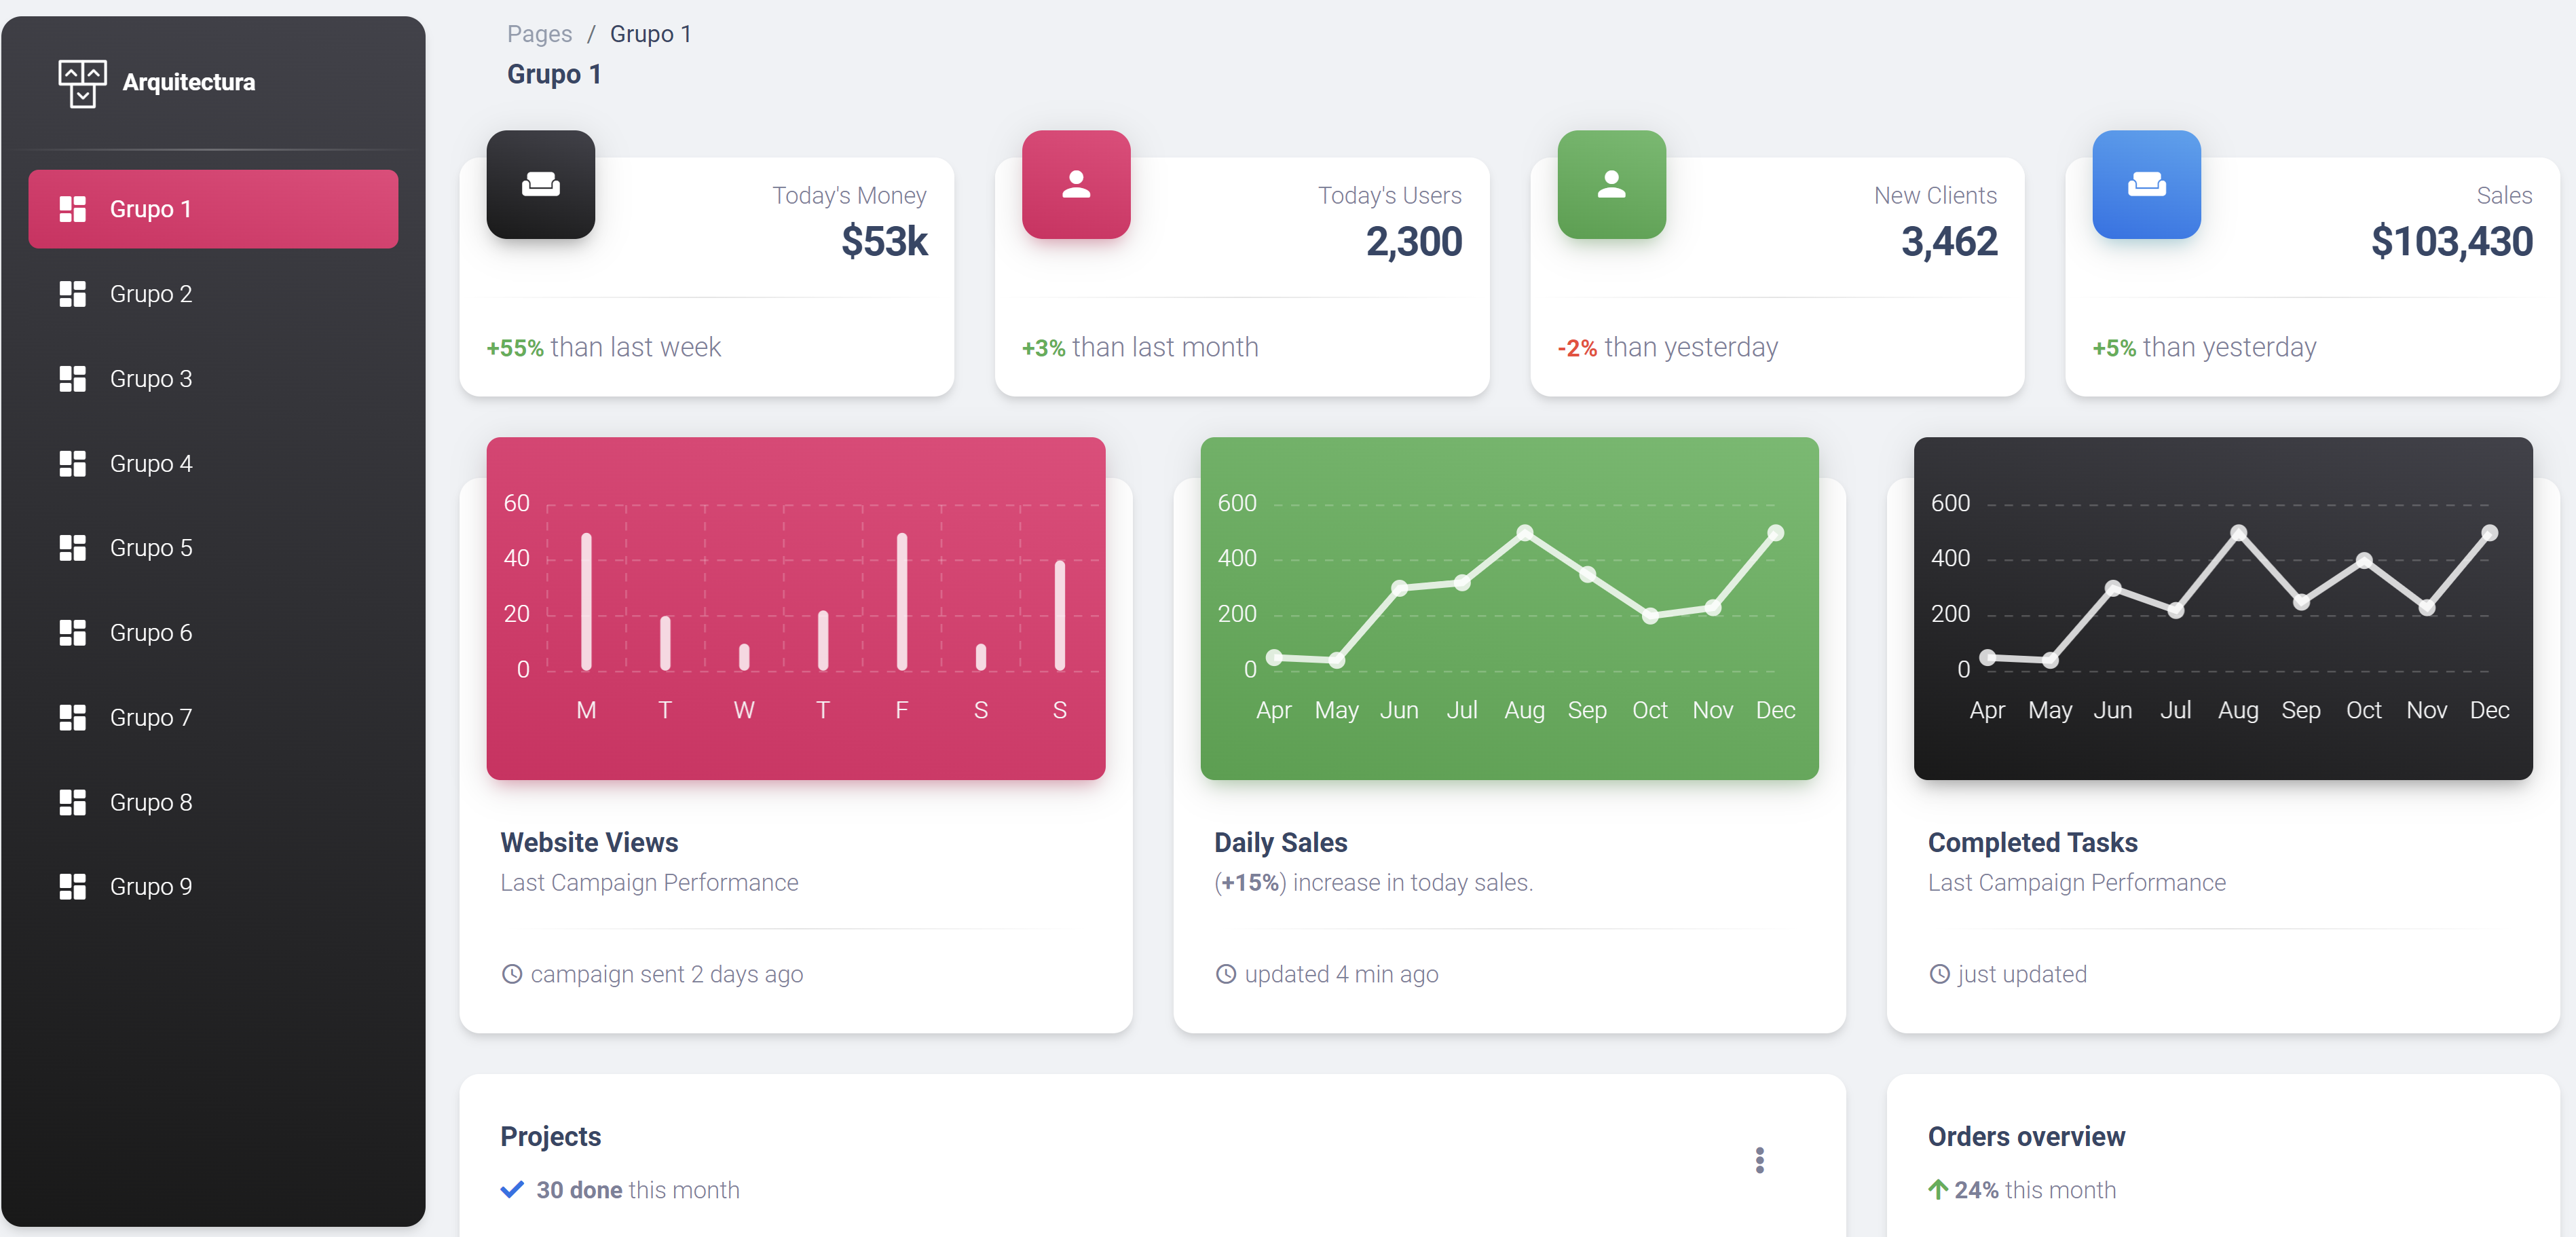 Arquitectura
Grupo 1
Grupo 2
Grupo 3
Grupo 4
Grupo 5
Grupo 6
Grupo 7
Grupo 8
Grupo 9
Pages / Grupo 1
Grupo 1
Today's Money
$53k
+55% than last week
Today's Users
2,300
+3% than last month
New Clients
3,462
-2% than yesterday
Sales
$103,430
+5% than yesterday
60
40
20
0
M T W T F S S
Website Views
Last Campaign Performance
campaign sent 2 days ago
600
400
200
0
Apr May Jun Jul Aug Sep Oct Nov Dec
Daily Sales
(+15%) increase in today sales.
updated 4 min ago
600
400
200
0
Apr May Jun Jul Aug Sep Oct Nov Dec
Completed Tasks
Last Campaign Performance
just updated
Projects
30 done this month
Orders overview
24% this month